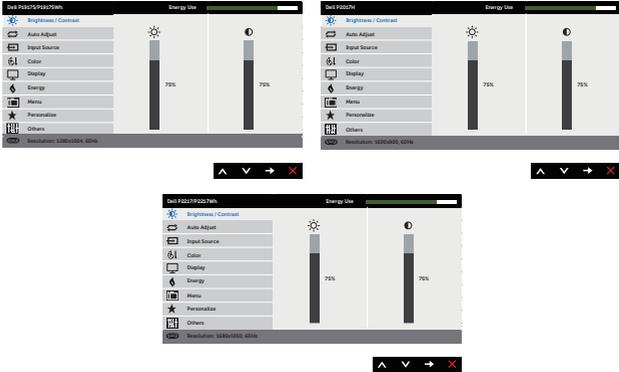 Dell P1917S/P1917SWh
Energy Use
Brightness / Contrast
Auto Adjust
Input Source
Color
Display
Energy
Menu
Personalize
Others
75%
75%
Resolution: 1280x1024, 60Hz
Dell P2017H
Energy Use
Brightness / Contrast
Auto Adjust
Input Source
Color
Display
Energy
Menu
Personalize
Others
75%
75%
Resolution: 1600x900, 60Hz
Dell P2217/P2217Wh
Energy Use
Brightness / Contrast
Auto Adjust
Input Source
Color
Display
Energy
Menu
Personalize
Others
75%
75%
Resolution: 1680x1050, 60Hz